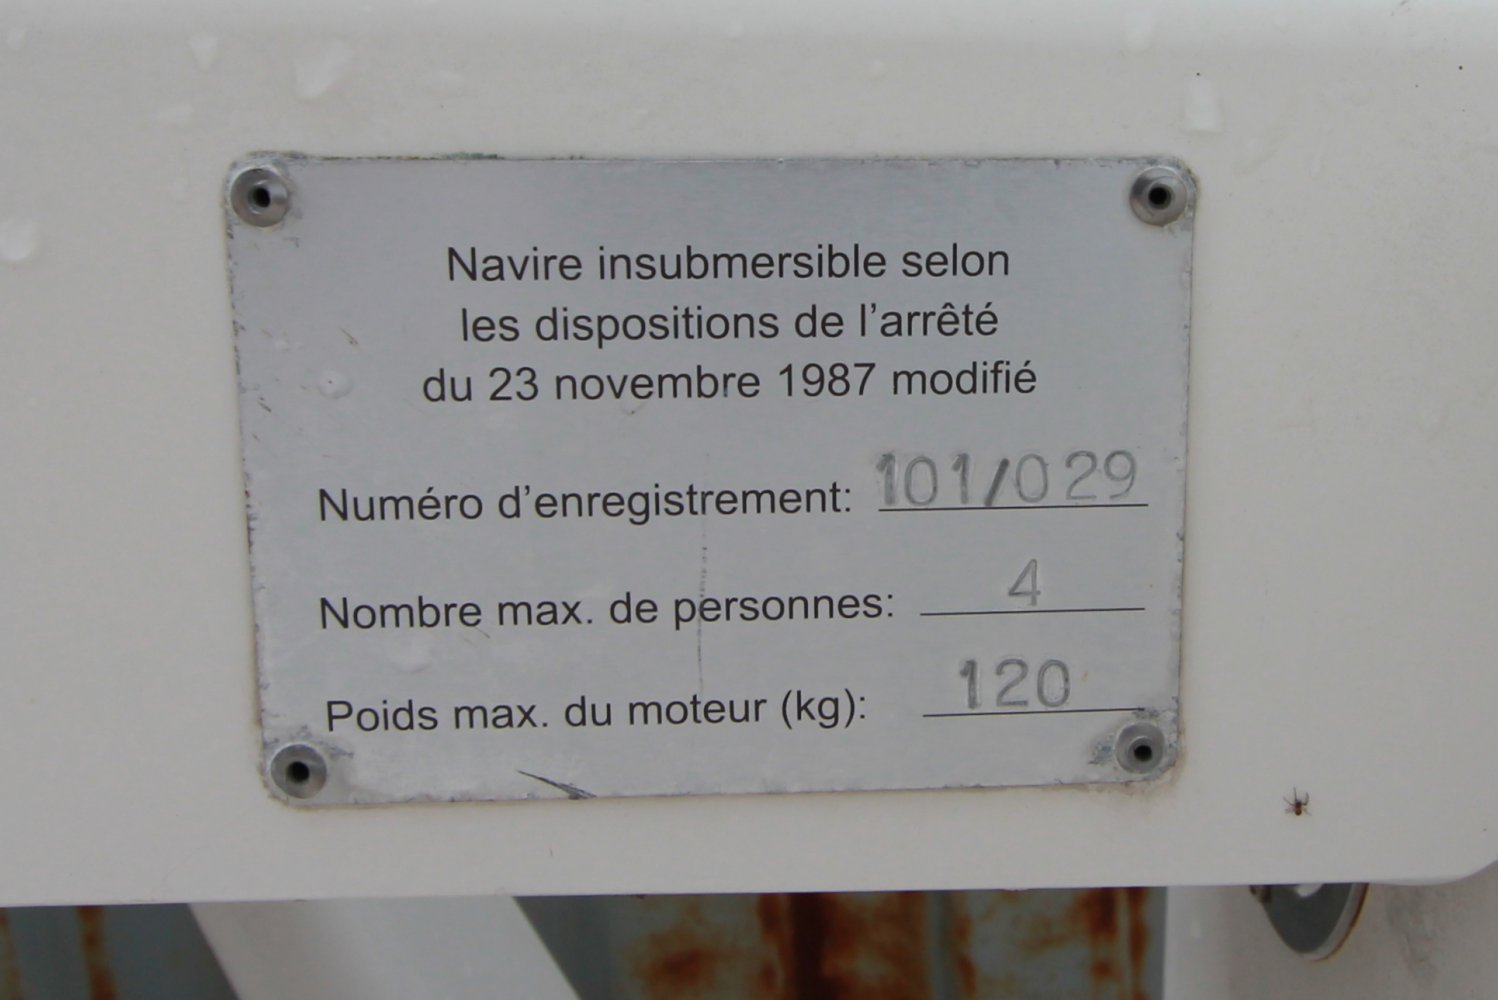 Navire insubmersible selon
les dispositions de l'arrêté
du 23 novembre 1987 modifié
Numéro d'enregistrement: 101/029
Nombre max. de personnes: 4
Poids max. du moteur (kg): 120